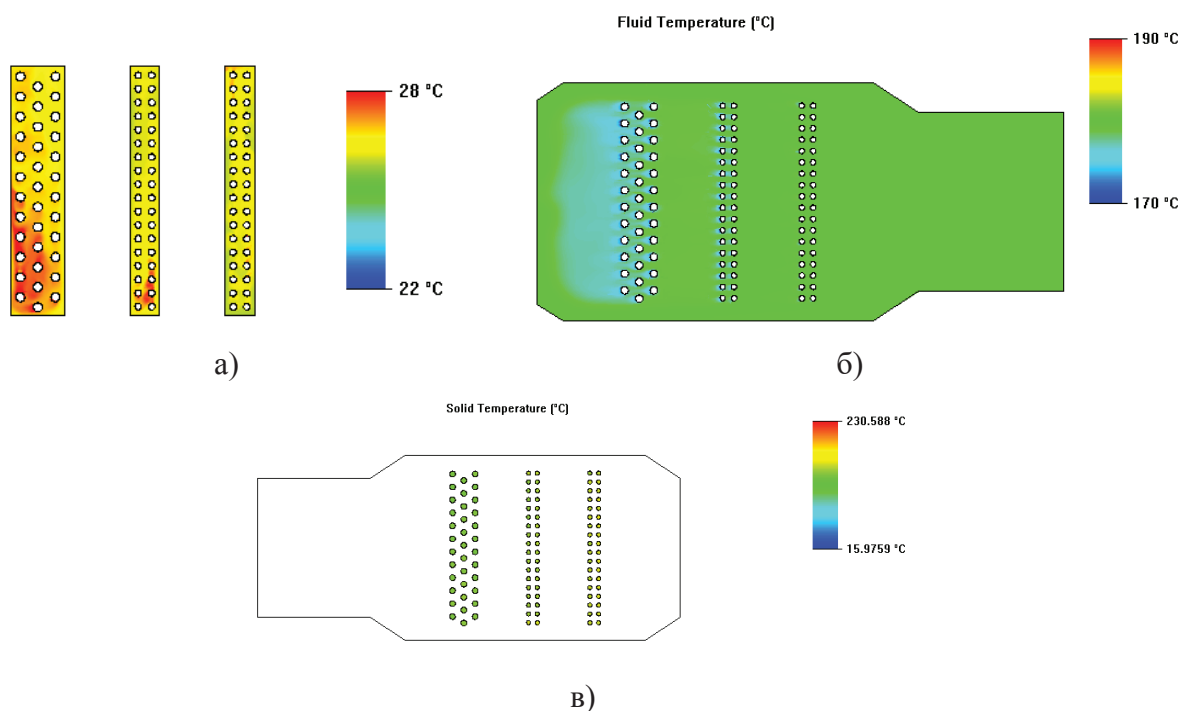 Fluid Temperature (°C)
190 °C
170 °C
28 °C
22 °C
а)
б)
Solid Temperature (°C)
230.588 °C
15.9759 °C
в)